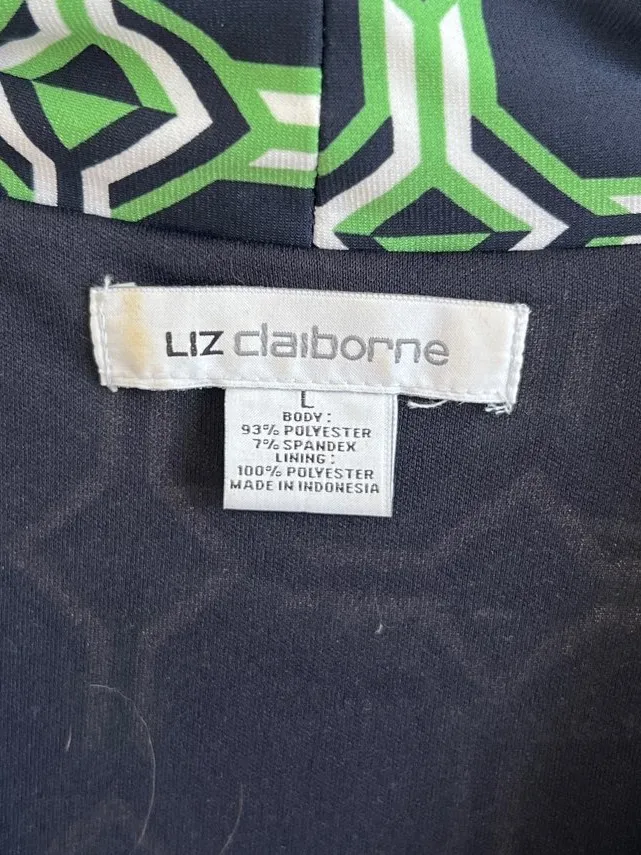 LIZ claiborne
L
BODY:
93% POLYESTER
7% SPANDEX
LINING:
100% POLYESTER
MADE IN INDONESIA